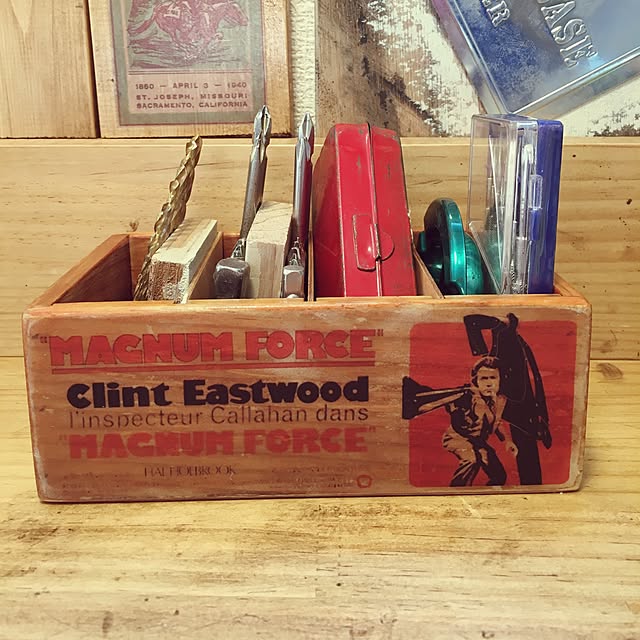 1860 — APRIL 3 — 1940
ST. JOSEPH, MISSOURI
SACRAMENTO, CALIFORNIA
"MAGNUM FORCE"
Clint Eastwood
l'inspecteur Callahan dans
"MAGNUM FORCE"
HAL HOLBROOK